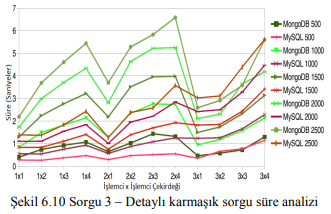 7
6
5
4
3
2
1
0
Süre (Saniyeler)
1x1 1x2 1x3 1x4 2x1 2x2 2x3 2x4 3x1 3x2 3x3 3x4
İşlemci x İşlemci Çekirdeği
MongoDB 500
MySQL 500
MongoDB 1000
MySQL 1000
MongoDB 1500
MySQL 1500
MongoDB 2000
MySQL 2000
MongoDB 2500
MySQL 2500
Şekil 6.10 Sorgu 3 – Detaylı karmaşık sorgu süre analizi